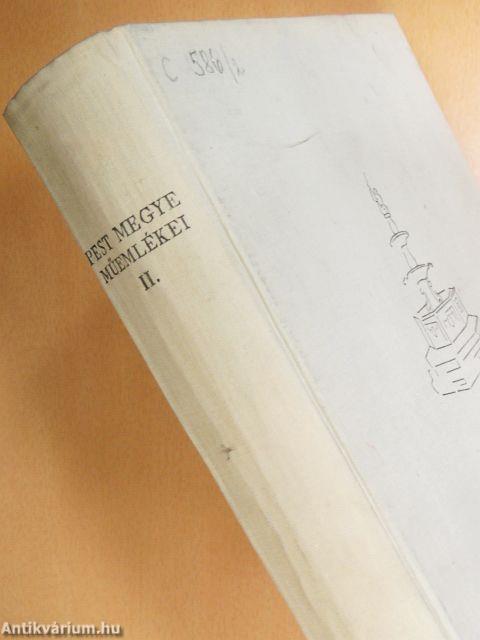 C 586/2
PEST MEGYE
MŰEMLÉKEI
II.
Antikvárium.hu